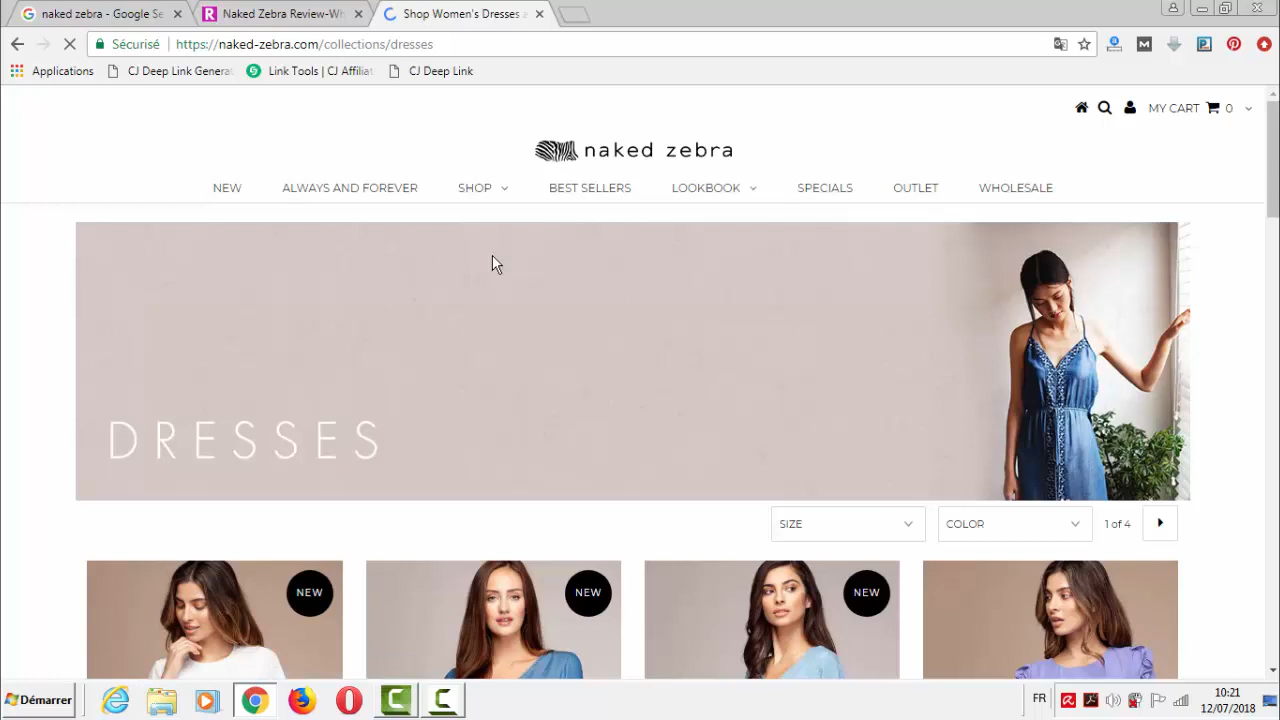 naked zebra - Google Se
Naked Zebra Review-Wh
Shop Women's Dresses a
Sécurisé
https://naked-zebra.com/collections/dresses
Applications
CJ Deep Link Genera
Link Tools | CJ Affiliat
CJ Deep Link
MY CART 0
naked zebra
NEW ALWAYS AND FOREVER SHOP BEST SELLERS LOOKBOOK SPECIALS OUTLET WHOLESALE
DRESSES
SIZE COLOR 1 of 4
NEW NEW NEW
Démarrer
FR
10:21
12/07/2018